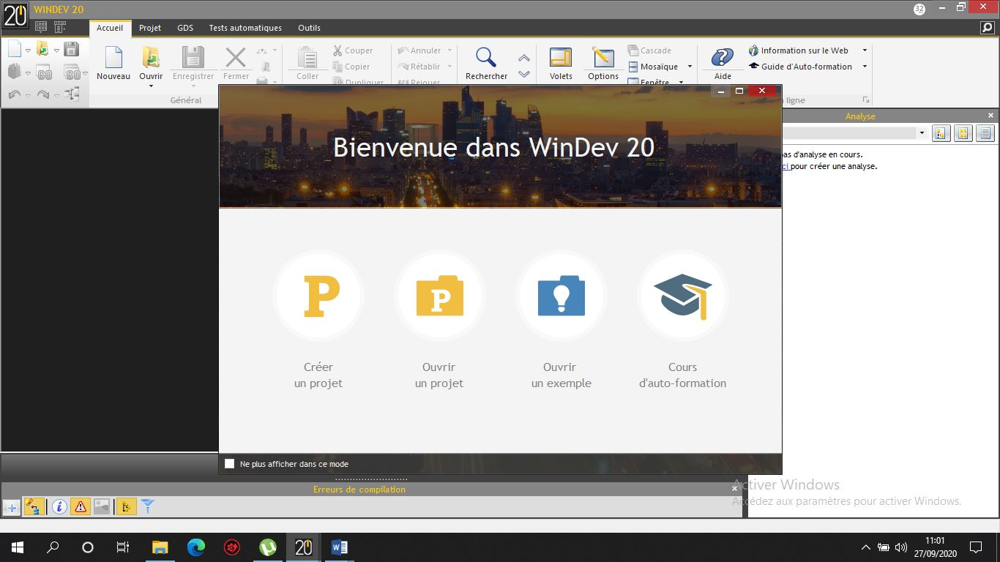 20 WINDEV 20 32
Accueil Projet GDS Tests automatiques Outils
Nouveau Ouvrir Enregistrer Fermer Coller Couper Copier Dupliquer Annuler Rétablir Rejouer Rechercher Volets Options Cascade Mosaïque Fenêtre Aide Information sur le Web Guide d'Auto-formation
Général ligne
Analyse
pas d'analyse en cours.
ci pour créer une analyse.
Bienvenue dans WinDev 20
P P
Créer
un projet
Ouvrir
un projet
Ouvrir
un exemple
Cours
d'auto-formation
Ne plus afficher dans ce mode
Erreurs de compilation
Activer Windows
Accédez aux paramètres pour activer Windows.
20
11:01
27/09/2020